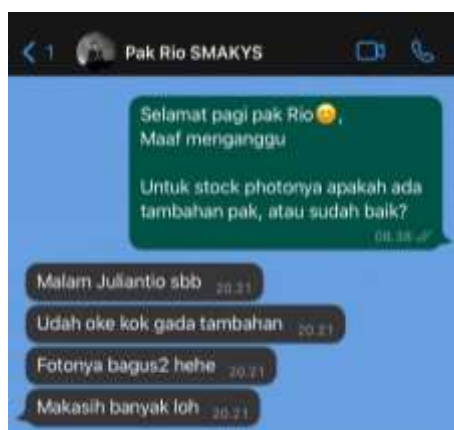 1 Pak Rio SMAKYS
Selamat pagi pak Rio😊,
Maaf menganggu
Untuk stock photonya apakah ada
tambahan pak, atau sudah baik?
08.38
Malam Juliantio sbb 20.21
Udah oke kok gada tambahan 20.21
Fotonya bagus2 hehe 20.21
Makasih banyak loh 20.21